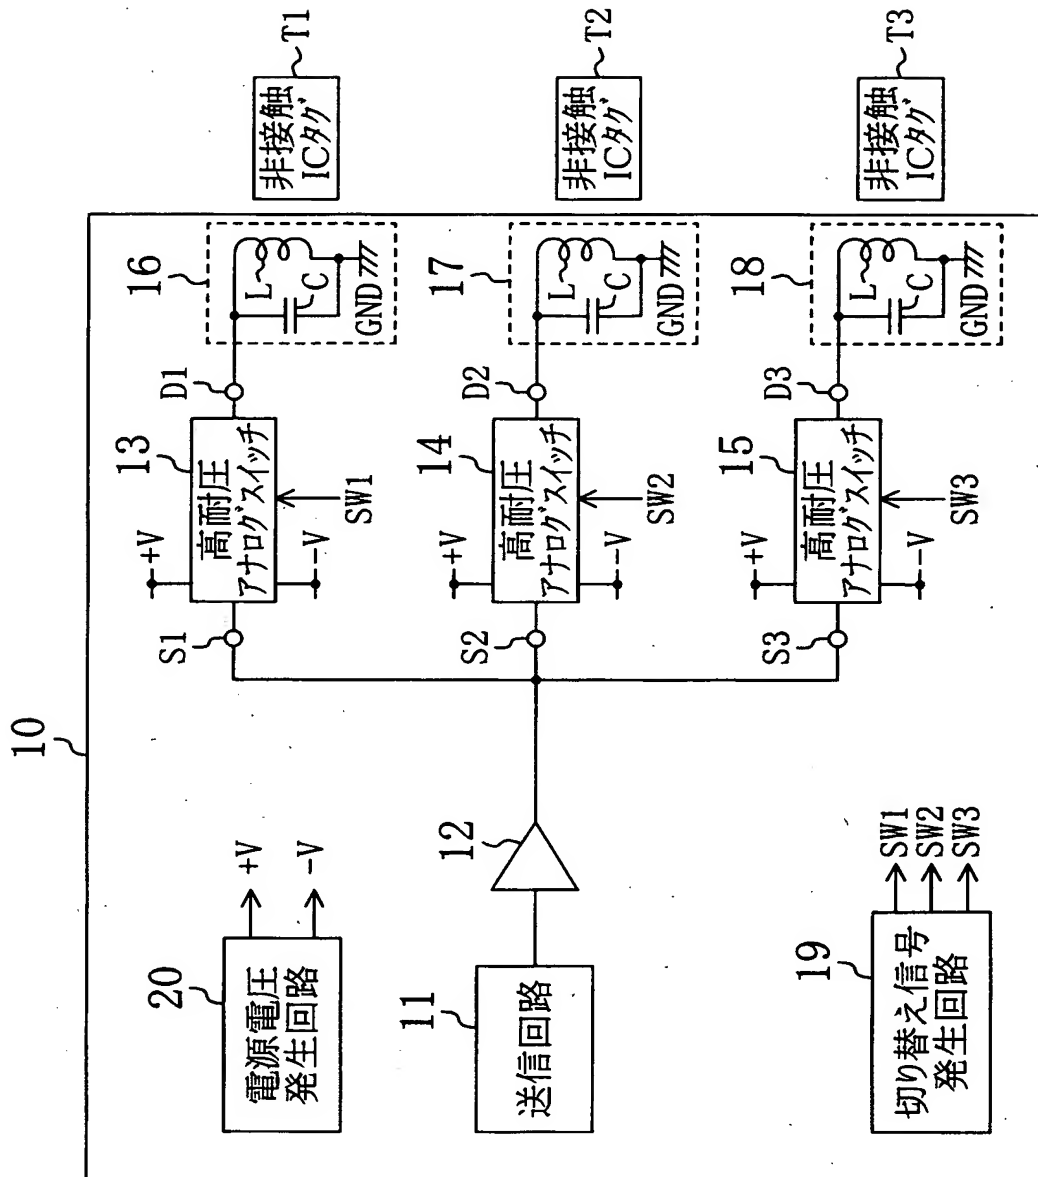 10
20
電源電圧
発生回路
+V
-V
11
送信回路
12
19
切り替え信号
発生回路
SW1
SW2
SW3
S1
+V
-V
13
高耐圧
アナログスイッチ
SW1
D1
16
L
C
GND
非接触
ICタグ
T1
S2
+V
-V
14
高耐圧
アナログスイッチ
SW2
D2
17
L
C
GND
非接触
ICタグ
T2
S3
+V
-V
15
高耐圧
アナログスイッチ
SW3
D3
18
L
C
GND
非接触
ICタグ
T3